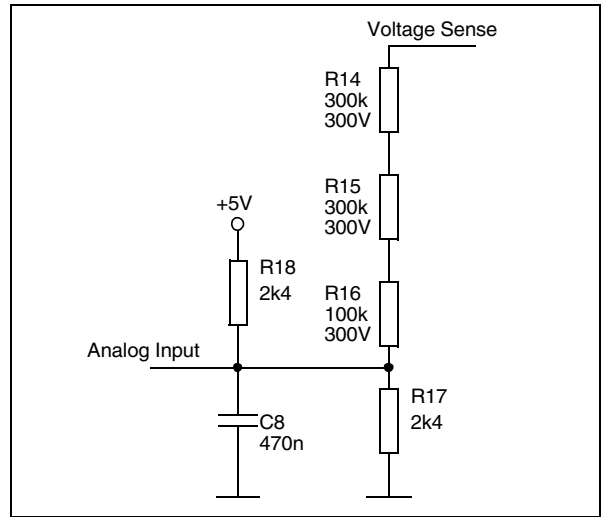 Voltage Sense
R14
300k
300V
R15
300k
300V
+5V
R18
2k4
R16
100k
300V
Analog Input
R17
2k4
C8
470n